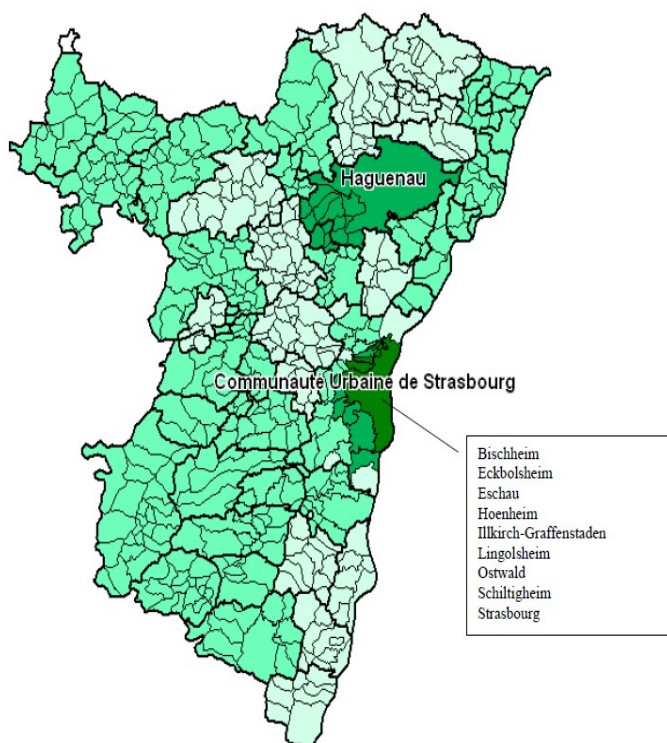 Haguenau
Communauté Urbaine de Strasbourg
Bischheim
Eckbolsheim
Eschau
Hoenheim
Illkirch-Graffenstaden
Lingolsheim
Ostwald
Schiltigheim
Strasbourg